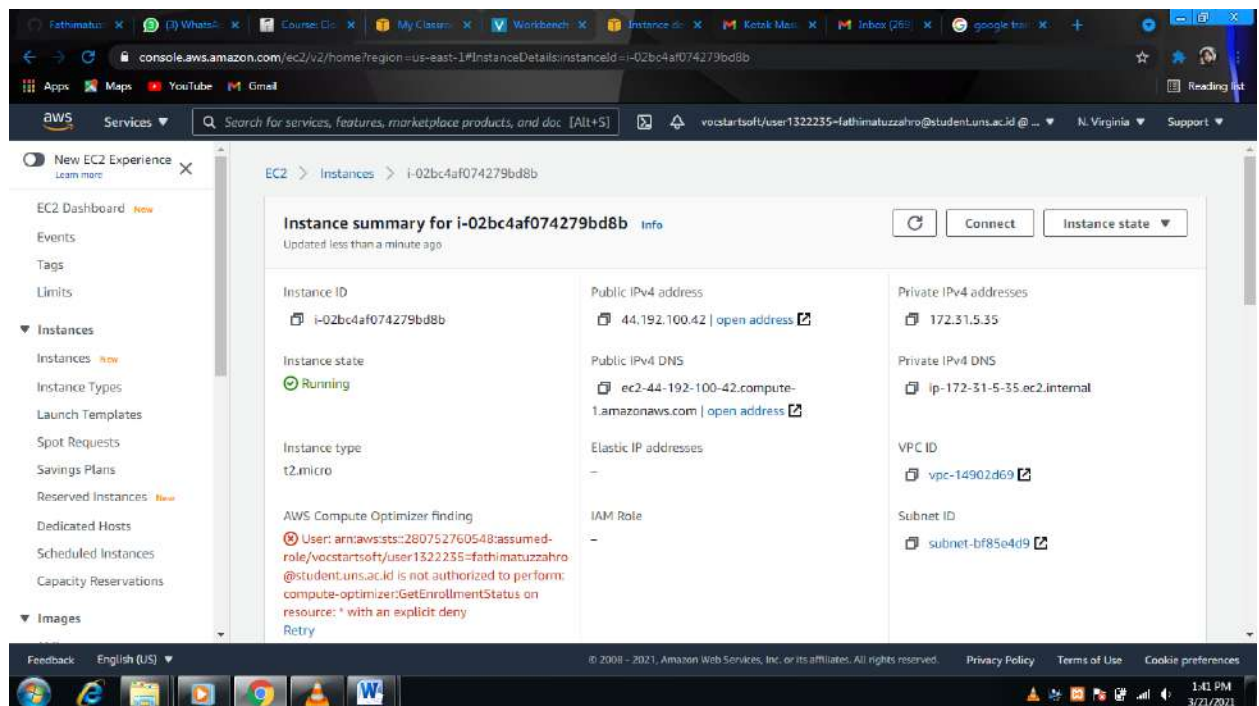 Fathimatuz
(3) WhatsA
Course: Clo
My Classro
Workbench
Instance de
Kotak Mas
Inbox (269)
google tran
console.aws.amazon.com/ec2/v2/home?region=us-east-1#InstanceDetails:instanceId=i-02bc4af074279bd8b
Apps Maps YouTube Gmail Reading list
aws Services ▼ Search for services, features, marketplace products, and doc [Alt+S] vocstartsoft/user1322235=fathimatuzzahro@student.uns.ac.id @ ... ▼ N. Virginia ▼ Support ▼
New EC2 Experience
Learn more
EC2 Dashboard New
Events
Tags
Limits
▼ Instances
Instances New
Instance Types
Launch Templates
Spot Requests
Savings Plans
Reserved Instances New
Dedicated Hosts
Scheduled Instances
Capacity Reservations
▼ Images
EC2 > Instances > i-02bc4af074279bd8b
Instance summary for i-02bc4af074279bd8b Info
Updated less than a minute ago
Connect
Instance state ▼
Instance ID
i-02bc4af074279bd8b
Public IPv4 address
44.192.100.42 | open address
Private IPv4 addresses
172.31.5.35
Instance state
Running
Public IPv4 DNS
ec2-44-192-100-42.compute-
1.amazonaws.com | open address
Private IPv4 DNS
ip-172-31-5-35.ec2.internal
Instance type
t2.micro
Elastic IP addresses
–
VPC ID
vpc-14902d69
AWS Compute Optimizer finding
User: arn:aws:sts::280752760548:assumed-
role/vocstartsoft/user1322235=fathimatuzzahro
@student.uns.ac.id is not authorized to perform:
compute-optimizer:GetEnrollmentStatus on
resource: * with an explicit deny
Retry
IAM Role
–
Subnet ID
subnet-bf85e4d9
Feedback English (US) ▼ © 2008 - 2021, Amazon Web Services, Inc. or its affiliates. All rights reserved. Privacy Policy Terms of Use Cookie preferences
1:41 PM
3/21/2021